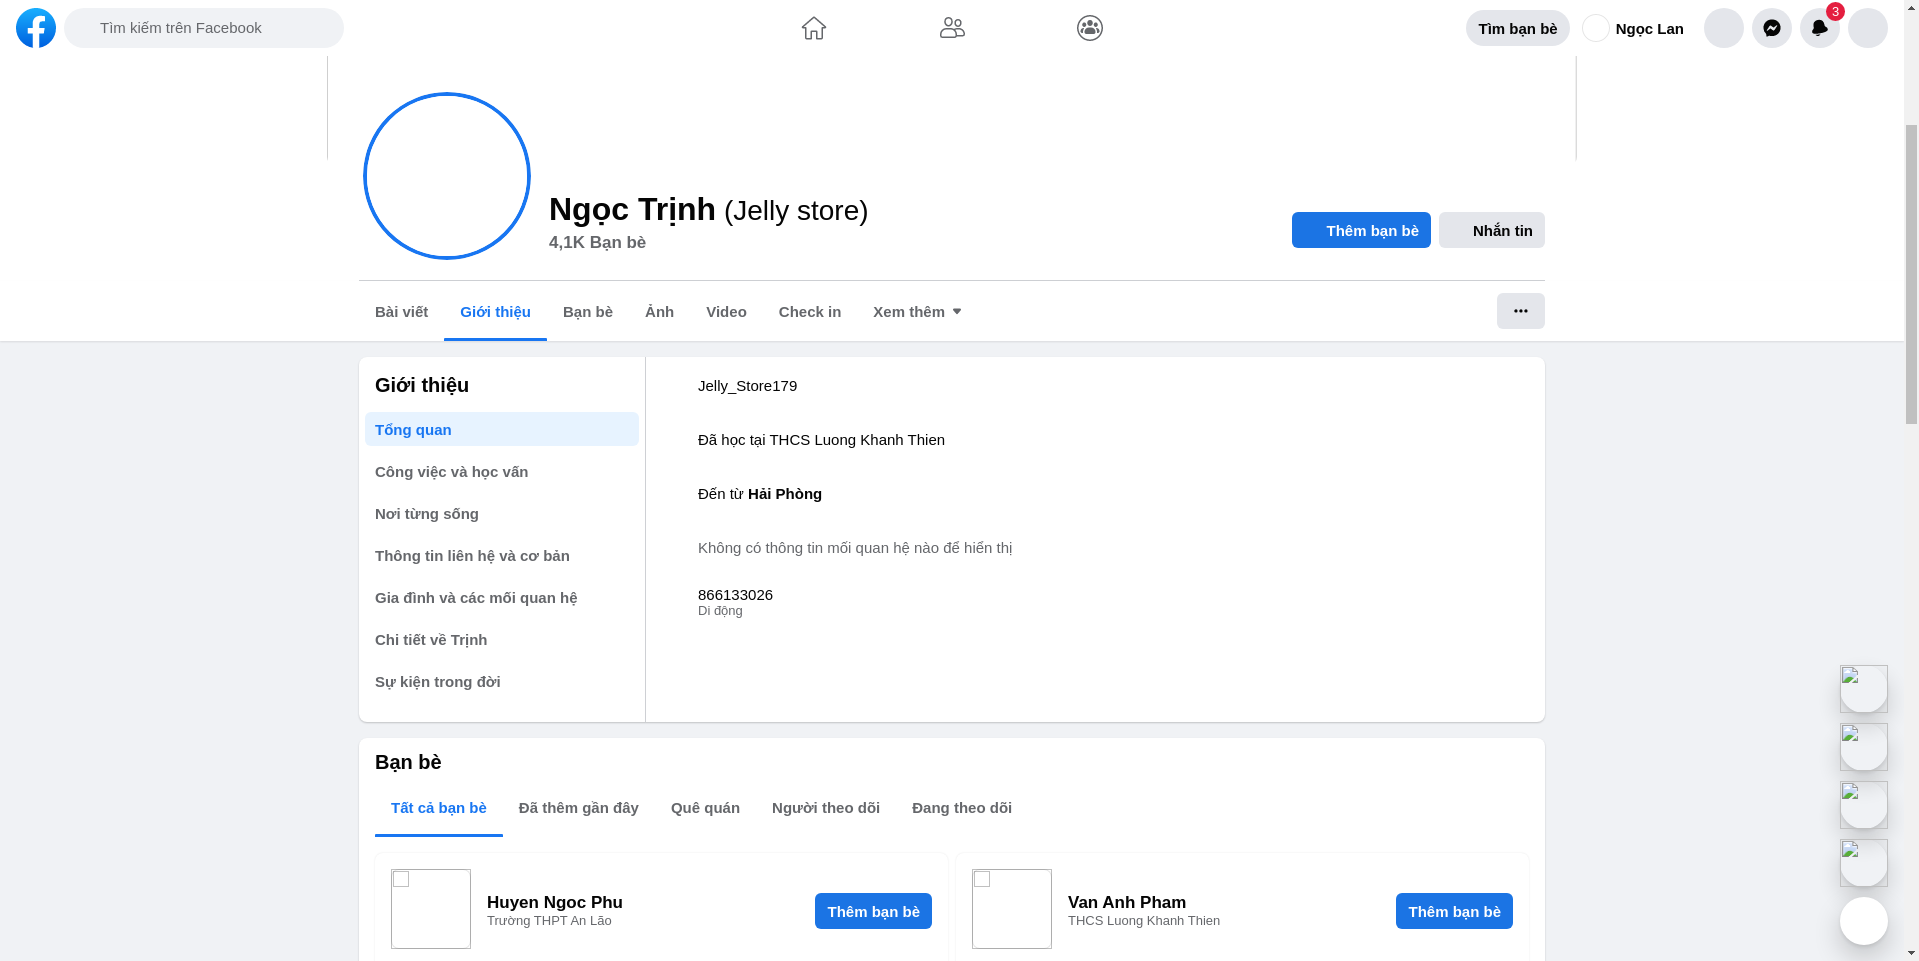 Tìm kiếm trên Facebook
Tìm bạn bè
Ngọc Lan
3
Ngọc Trịnh (Jelly store)
4,1K Bạn bè
Thêm bạn bè
Nhắn tin
Bài viết
Giới thiệu
Bạn bè
Ảnh
Video
Check in
Xem thêm
Giới thiệu
Tổng quan
Công việc và học vấn
Nơi từng sống
Thông tin liên hệ và cơ bản
Gia đình và các mối quan hệ
Chi tiết về Trịnh
Sự kiện trong đời
Jelly_Store179
Đã học tại THCS Luong Khanh Thien
Đến từ Hải Phòng
Không có thông tin mối quan hệ nào để hiển thị
866133026
Di động
Bạn bè
Tất cả bạn bè
Đã thêm gần đây
Quê quán
Người theo dõi
Đang theo dõi
Huyen Ngoc Phu
Trường THPT An Lão
Thêm bạn bè
Van Anh Pham
THCS Luong Khanh Thien
Thêm bạn bè